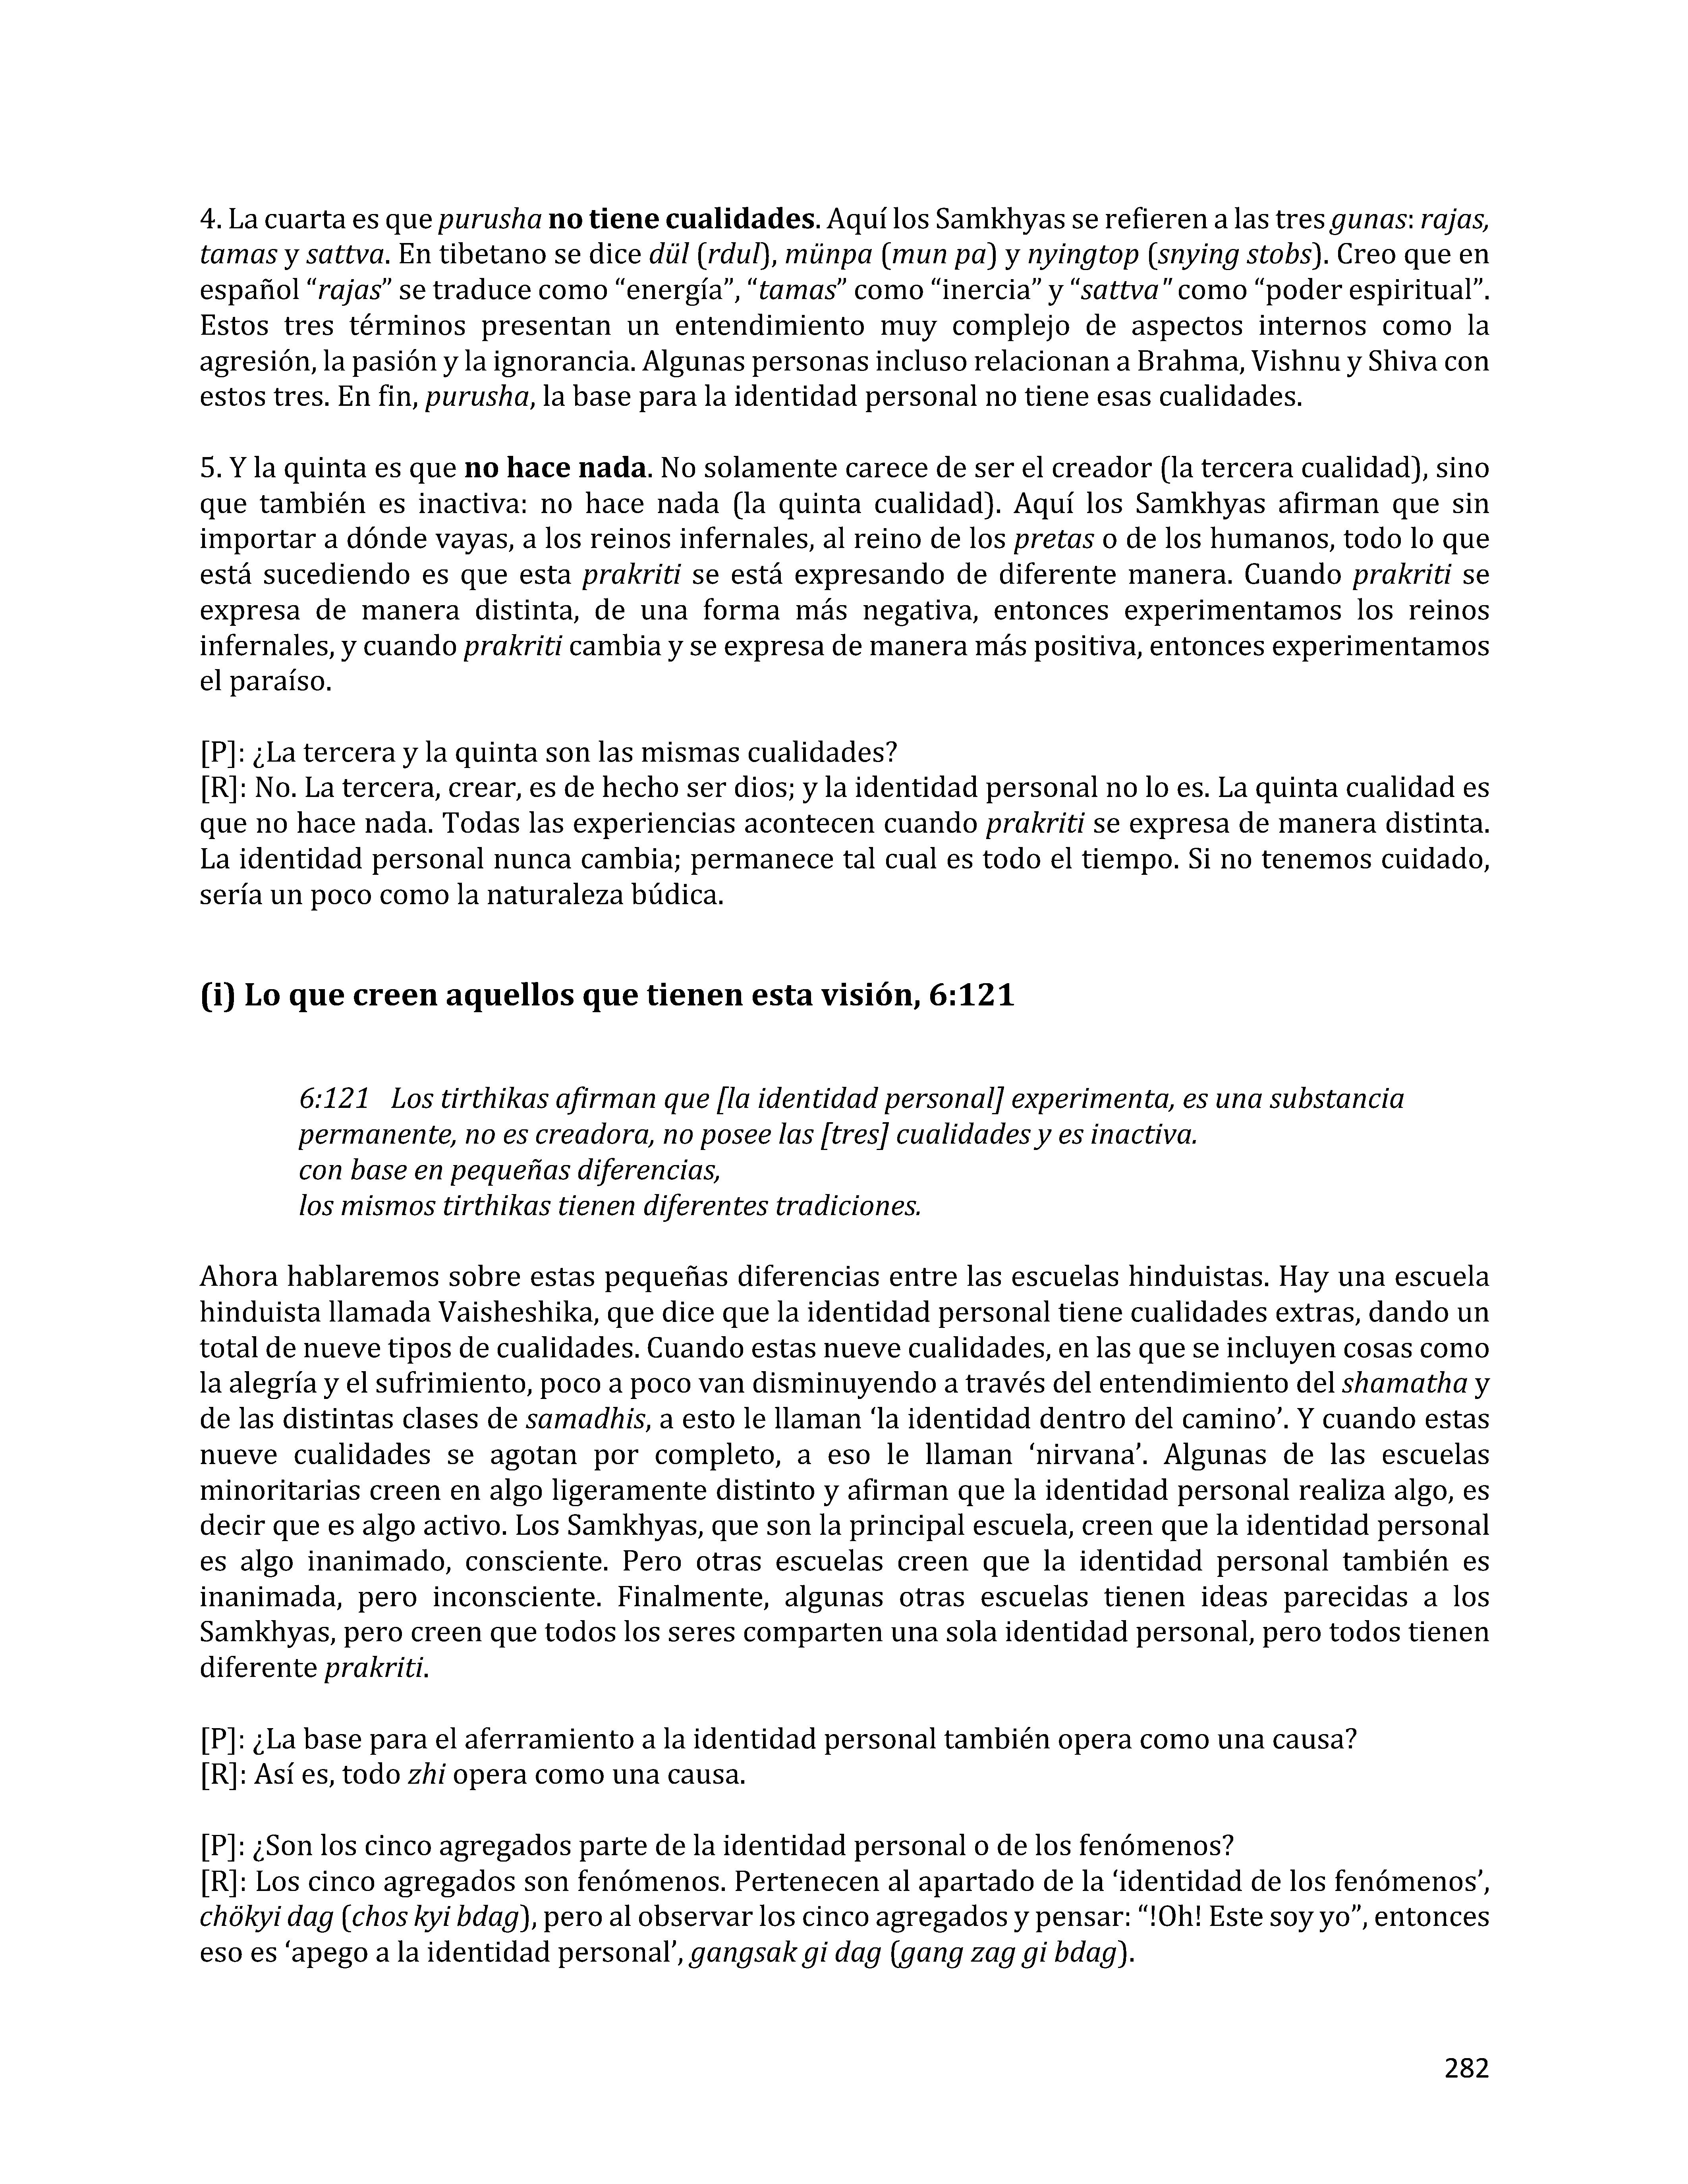 4. La cuarta es que purusha no tiene cualidades. Aquí los Samkhyas se refieren a las tres gunas: rajas,
tamas y sattva. En tibetano se dice dül (rdul), münpa (mun pa) y nyingtop (snying stobs). Creo que en
español “rajas” se traduce como “energía”, “tamas” como “inercia” y “sattva" como “poder espiritual”.
Estos tres términos presentan un entendimiento muy complejo de aspectos internos como la
agresión, la pasión y la ignorancia. Algunas personas incluso relacionan a Brahma, Vishnu y Shiva con
estos tres. En fin, purusha, la base para la identidad personal no tiene esas cualidades.
5. Y la quinta es que no hace nada. No solamente carece de ser el creador (la tercera cualidad), sino
que también es inactiva: no hace nada (la quinta cualidad). Aquí los Samkhyas afirman que sin
importar a dónde vayas, a los reinos infernales, al reino de los pretas o de los humanos, todo lo que
está sucediendo es que esta prakriti se está expresando de diferente manera. Cuando prakriti se
expresa de manera distinta, de una forma más negativa, entonces experimentamos los reinos
infernales, y cuando prakriti cambia y se expresa de manera más positiva, entonces experimentamos
el paraíso.
[P]: ¿La tercera y la quinta son las mismas cualidades?
[R]: No. La tercera, crear, es de hecho ser dios; y la identidad personal no lo es. La quinta cualidad es
que no hace nada. Todas las experiencias acontecen cuando prakriti se expresa de manera distinta.
La identidad personal nunca cambia; permanece tal cual es todo el tiempo. Si no tenemos cuidado,
sería un poco como la naturaleza búdica.
(i) Lo que creen aquellos que tienen esta visión, 6:121
6:121 Los tirthikas afirman que [la identidad personal] experimenta, es una substancia
permanente, no es creadora, no posee las [tres] cualidades y es inactiva.
con base en pequeñas diferencias,
los mismos tirthikas tienen diferentes tradiciones.
Ahora hablaremos sobre estas pequeñas diferencias entre las escuelas hinduistas. Hay una escuela
hinduista llamada Vaisheshika, que dice que la identidad personal tiene cualidades extras, dando un
total de nueve tipos de cualidades. Cuando estas nueve cualidades, en las que se incluyen cosas como
la alegría y el sufrimiento, poco a poco van disminuyendo a través del entendimiento del shamatha y
de las distintas clases de samadhis, a esto le llaman ‘la identidad dentro del camino’. Y cuando estas
nueve cualidades se agotan por completo, a eso le llaman ‘nirvana’. Algunas de las escuelas
minoritarias creen en algo ligeramente distinto y afirman que la identidad personal realiza algo, es
decir que es algo activo. Los Samkhyas, que son la principal escuela, creen que la identidad personal
es algo inanimado, consciente. Pero otras escuelas creen que la identidad personal también es
inanimada, pero inconsciente. Finalmente, algunas otras escuelas tienen ideas parecidas a los
Samkhyas, pero creen que todos los seres comparten una sola identidad personal, pero todos tienen
diferente prakriti.
[P]: ¿La base para el aferramiento a la identidad personal también opera como una causa?
[R]: Así es, todo zhi opera como una causa.
[P]: ¿Son los cinco agregados parte de la identidad personal o de los fenómenos?
[R]: Los cinco agregados son fenómenos. Pertenecen al apartado de la ‘identidad de los fenómenos’,
chökyi dag (chos kyi bdag), pero al observar los cinco agregados y pensar: “!Oh! Este soy yo”, entonces
eso es ‘apego a la identidad personal’, gangsak gi dag (gang zag gi bdag).
282